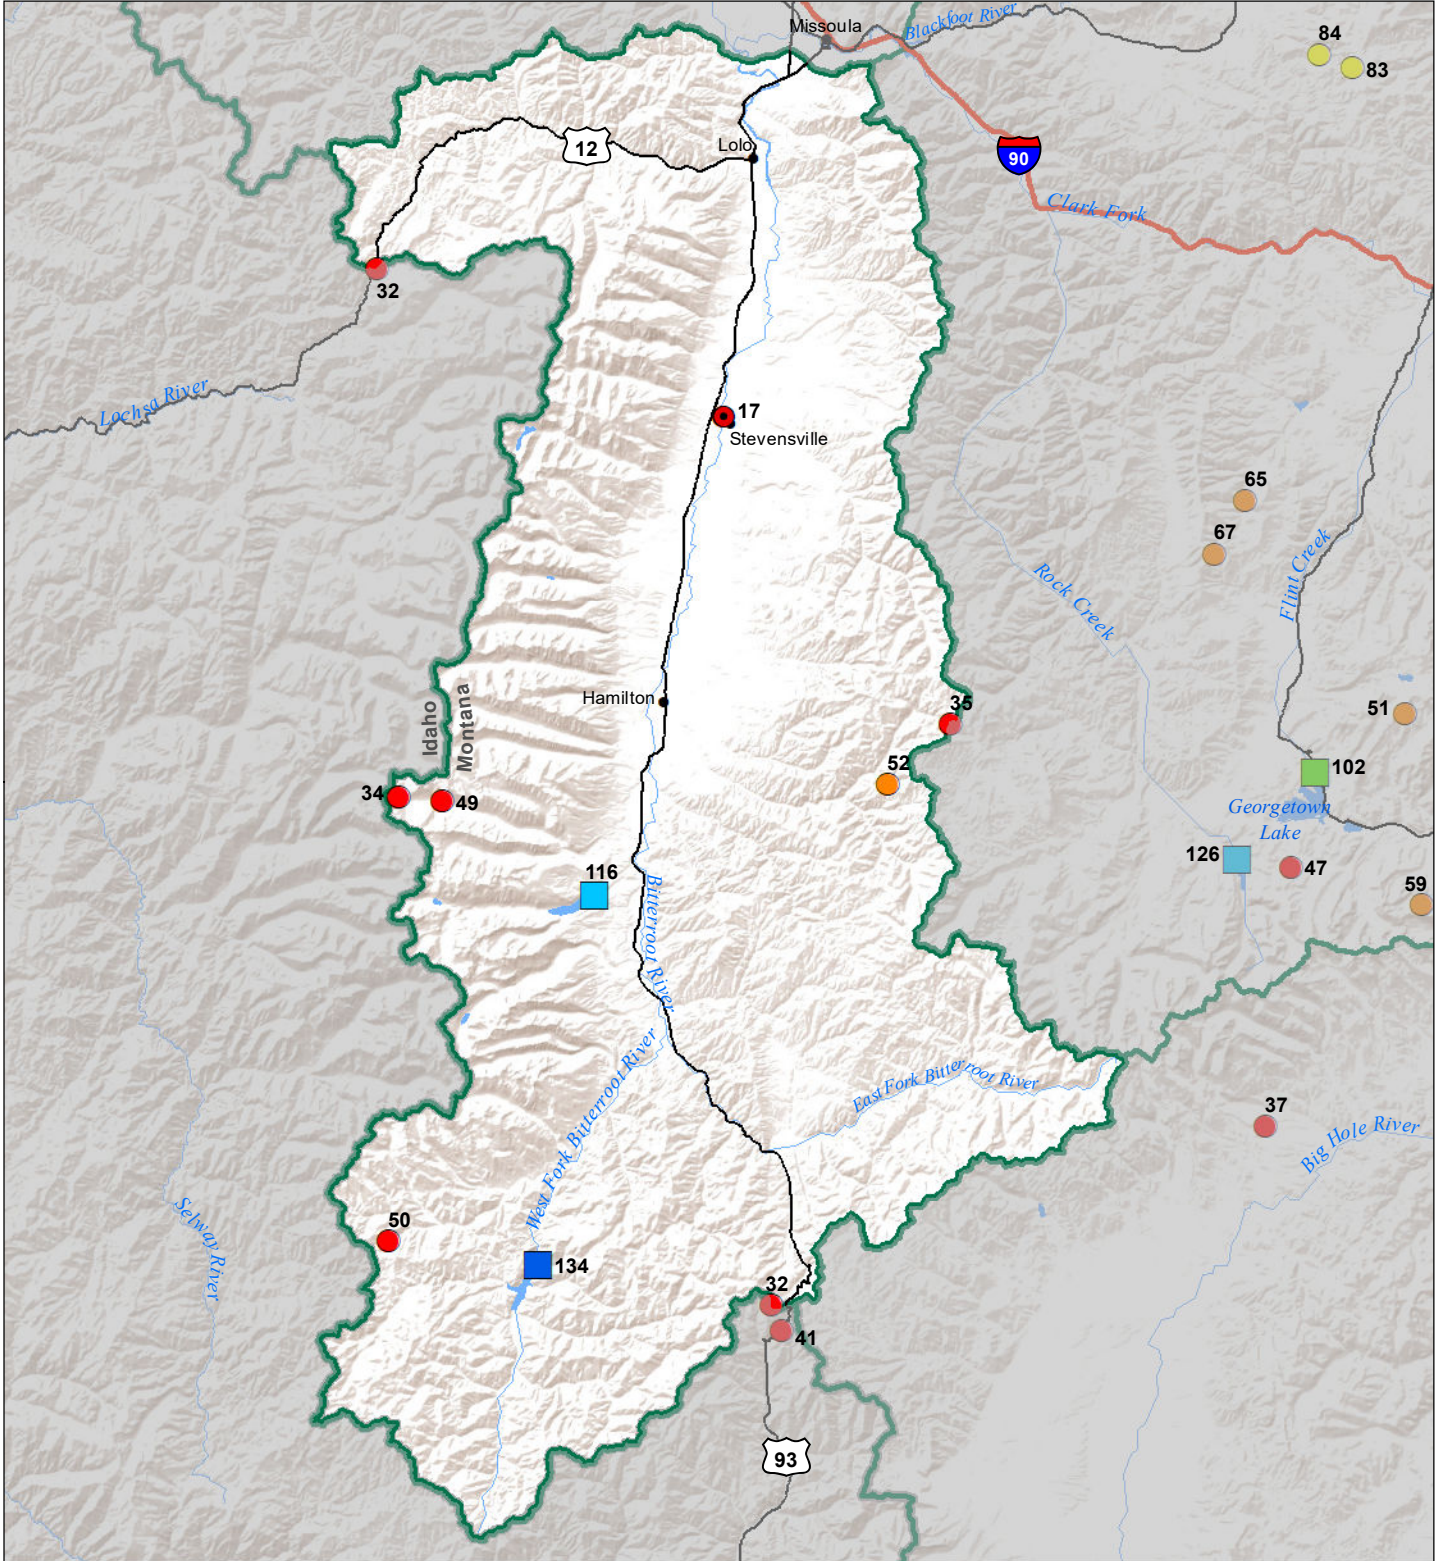 Missoula
Blackfoot River
84
83
12
Lolo
90
Clark Fork
32
Lochsa River
17
Stevensville
65
67
Flint Creek
Rock Creek
Idaho
Montana
Hamilton
35
51
52
102
34
49
Georgetown
Lake
126
47
116
59
Bitterroot River
West Fork Bitterroot River
East Fork Bitterroot River
37
Big Hole River
Selway River
50
134
32
41
93